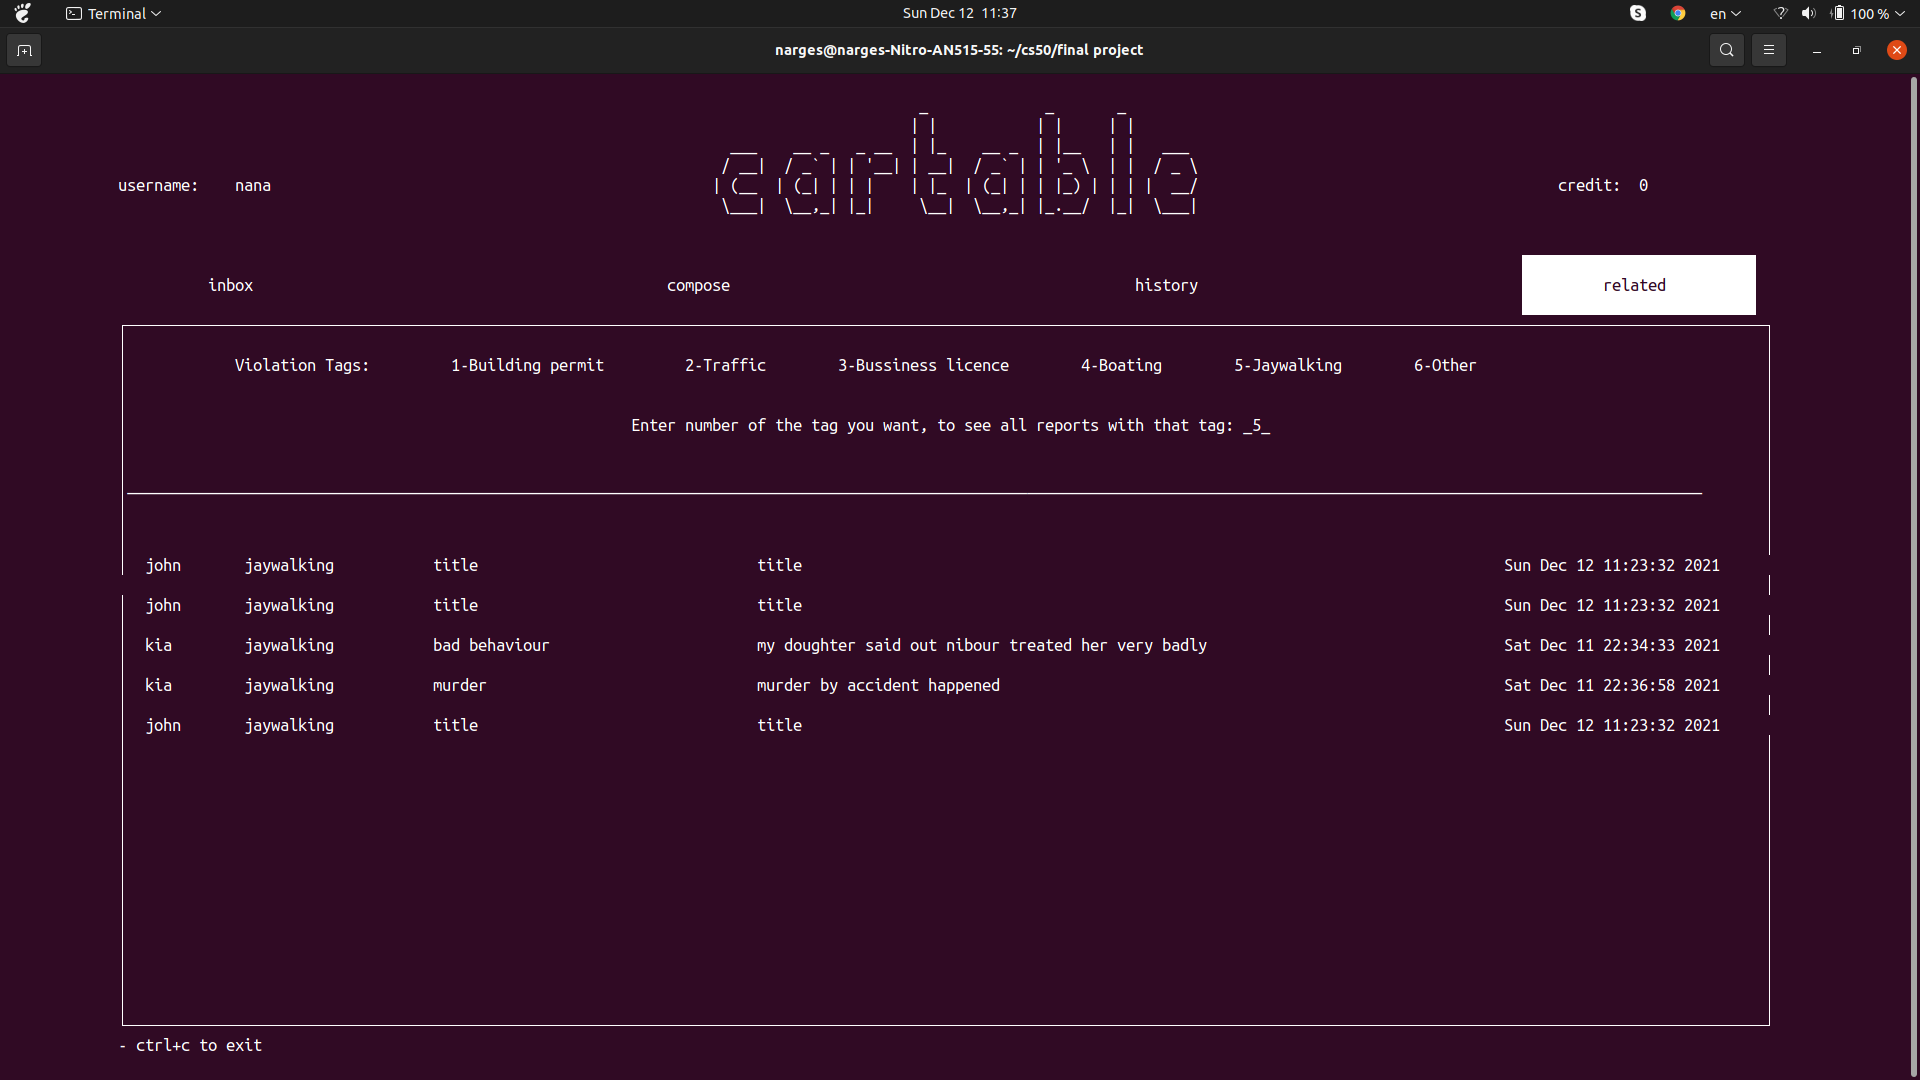 Terminal
Sun Dec 12 11:37
en
100 %
narges@narges-Nitro-AN515-55: ~/cs50/final project
cartable
username: nana
credit: 0
inbox compose history related
Violation Tags: 1-Building permit 2-Traffic 3-Bussiness licence 4-Boating 5-Jaywalking 6-Other
Enter number of the tag you want, to see all reports with that tag: _5_
john jaywalking title title Sun Dec 12 11:23:32 2021
john jaywalking title title Sun Dec 12 11:23:32 2021
kia jaywalking bad behaviour my doughter said out nibour treated her very badly Sat Dec 11 22:34:33 2021
kia jaywalking murder murder by accident happened Sat Dec 11 22:36:58 2021
john jaywalking title title Sun Dec 12 11:23:32 2021
- ctrl+c to exit